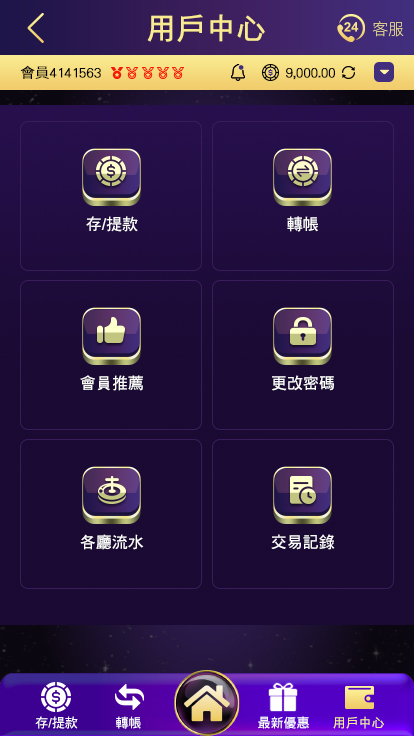 用戶中心
24 客服
會員4141563 9,000.00
存/提款 轉帳
會員推薦 更改密碼
各廳流水 交易記錄
存/提款 轉帳 最新優惠 用戶中心